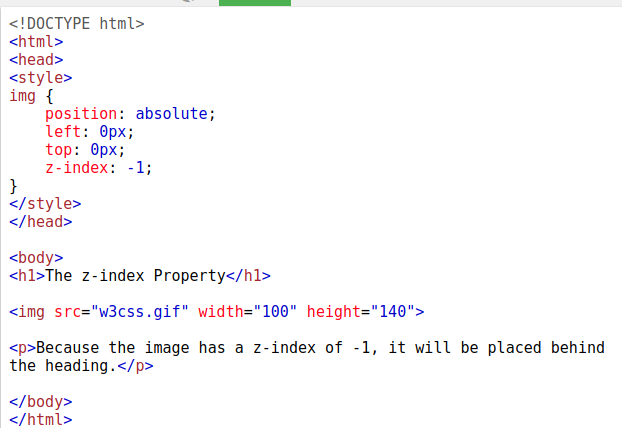 <!DOCTYPE html>
<html>
<head>
<style>
img {
    position: absolute;
    left: 0px;
    top: 0px;
    z-index: -1;
}
</style>
</head>

<body>
<h1>The z-index Property</h1>

<img src="w3css.gif" width="100" height="140">

<p>Because the image has a z-index of -1, it will be placed behind
the heading.</p>

</body>
</html>